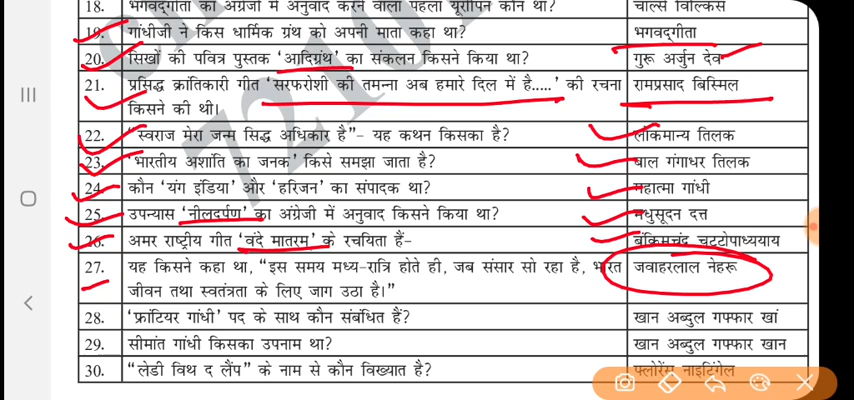 18. भगवद्गीता का अंग्रेजी में अनुवाद करने वाला पहला यूरोपिन कौन था? चार्ल्स विल्किंस
19. गांधीजी ने किस धार्मिक ग्रंथ को अपनी माता कहा था? भगवद्गीता
20. सिखों की पवित्र पुस्तक 'आदिग्रंथ' का संकलन किसने किया था? गुरू अर्जुन देव
21. प्रसिद्ध क्रांतिकारी गीत 'सरफरोशी की तमन्ना अब हमारे दिल में है.....' की रचना रामप्रसाद बिस्मिल
किसने की थी।
22. "स्वराज मेरा जन्म सिद्ध अधिकार है"- यह कथन किसका है? लोकमान्य तिलक
23. 'भारतीय अशांति का जनक' किसे समझा जाता है? बाल गंगाधर तिलक
24. कौन 'यंग इंडिया' और 'हरिजन' का संपादक था? महात्मा गांधी
25. उपन्यास 'नीलदर्पण' का अंग्रेजी में अनुवाद किसने किया था? मधुसूदन दत्त
26. अमर राष्ट्रीय गीत 'वंदे मातरम्' के रचयिता हैं- बंकिमचंद्र चट्टोपाध्ययाय
27. यह किसने कहा था, "इस समय मध्य-रात्रि होते ही, जब संसार सो रहा है, भारत जवाहरलाल नेहरू
जीवन तथा स्वतंत्रता के लिए जाग उठा है।"
28. 'फ्रांटियर गांधी' पद के साथ कौन संबंधित हैं? खान अब्दुल गफ्फार खां
29. सीमांत गांधी किसका उपनाम था? खान अब्दुल गफ्फार खान
30. "लेडी विथ द लैंप" के नाम से कौन विख्यात है? फ्लोरेंस नाइटिंगेल